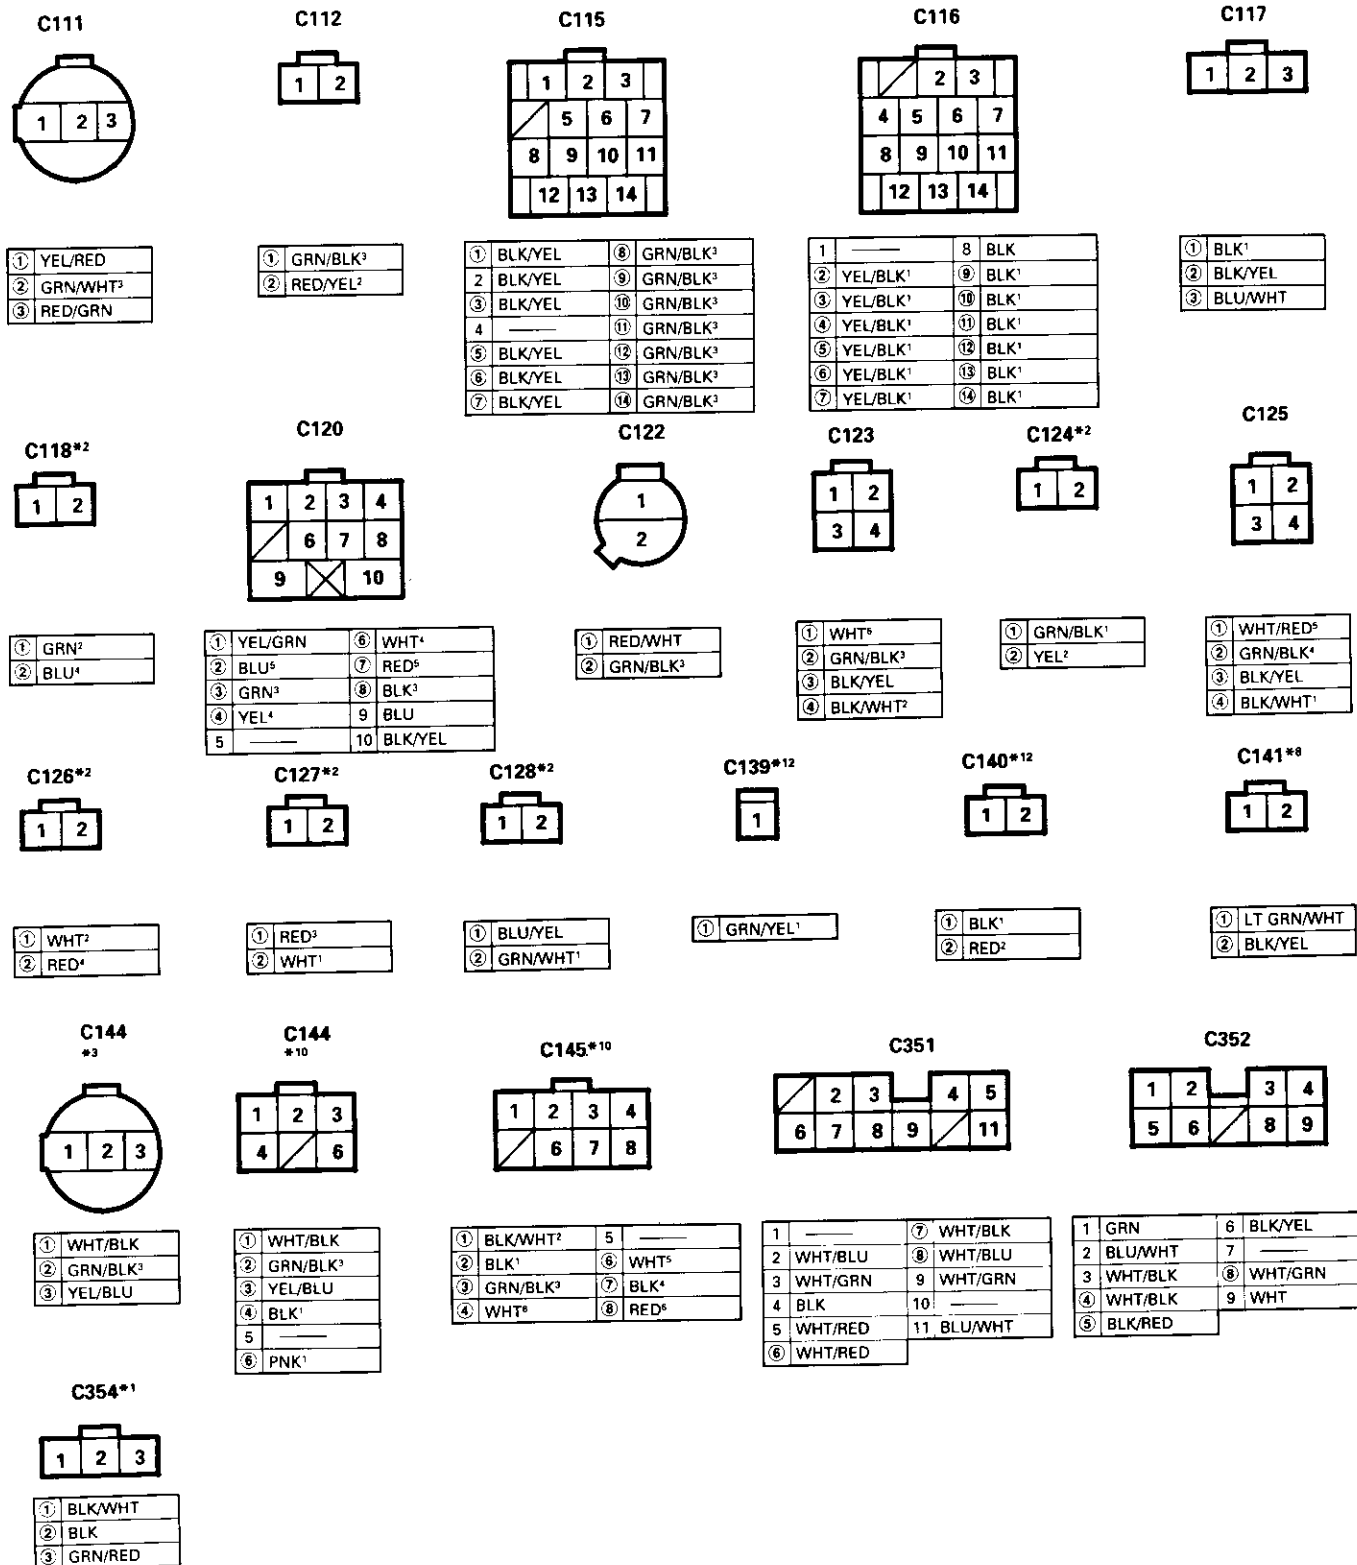 C111
C112
C115
C116
C117
1 2 3
1 2
1 2 3
5 6 7
8 9 10 11
12 13 14
2 3
4 5 6 7
8 9 10 11
12 13 14
1 2 3
① YEL/RED
② GRN/WHT³
③ RED/GRN
① GRN/BLK³
② RED/YEL²
① BLK/YEL ⑧ GRN/BLK³
2 BLK/YEL ⑨ GRN/BLK³
③ BLK/YEL ⑩ GRN/BLK³
4 —— ⑪ GRN/BLK³
⑤ BLK/YEL ⑫ GRN/BLK³
⑥ BLK/YEL ⑬ GRN/BLK³
⑦ BLK/YEL ⑭ GRN/BLK³
1 —— 8 BLK
② YEL/BLK¹ ⑨ BLK¹
③ YEL/BLK¹ ⑩ BLK¹
④ YEL/BLK¹ ⑪ BLK¹
⑤ YEL/BLK¹ ⑫ BLK¹
⑥ YEL/BLK¹ ⑬ BLK¹
⑦ YEL/BLK¹ ⑭ BLK¹
① BLK¹
② BLK/YEL
③ BLU/WHT
C118*²
C120
C122
C123
C124*²
C125
1 2
1 2 3 4
6 7 8
9 10
1
2
1 2
3 4
1 2
1 2
3 4
① GRN²
② BLU⁴
① YEL/GRN ⑥ WHT⁴
② BLU⁵ ⑦ RED⁵
③ GRN³ ⑧ BLK³
④ YEL⁴ 9 BLU
5 —— 10 BLK/YEL
① RED/WHT
② GRN/BLK³
① WHT⁶
② GRN/BLK³
③ BLK/YEL
④ BLK/WHT²
① GRN/BLK¹
② YEL²
① WHT/RED⁵
② GRN/BLK⁴
③ BLK/YEL
④ BLK/WHT¹
C126*²
C127*²
C128*²
C139*¹²
C140*¹²
C141*⁸
1 2
1 2
1 2
1
1 2
1 2
① WHT²
② RED⁴
① RED³
② WHT¹
① BLU/YEL
② GRN/WHT¹
① GRN/YEL¹
① BLK¹
② RED²
① LT GRN/WHT
② BLK/YEL
C144
*³
C144
*¹⁰
C145*¹⁰
C351
C352
1 2 3
1 2 3
4 6
1 2 3 4
6 7 8
2 3 4 5
6 7 8 9 11
1 2 3 4
5 6 8 9
① WHT/BLK
② GRN/BLK³
③ YEL/BLU
① WHT/BLK
② GRN/BLK³
③ YEL/BLU
④ BLK¹
5 ——
⑥ PNK¹
① BLK/WHT² 5 ——
② BLK¹ ⑥ WHT⁵
③ GRN/BLK³ ⑦ BLK⁴
④ WHT⁶ ⑧ RED⁶
1 —— ⑦ WHT/BLK
2 WHT/BLU ⑧ WHT/BLU
3 WHT/GRN 9 WHT/GRN
4 BLK 10 ——
5 WHT/RED 11 BLU/WHT
⑥ WHT/RED
1 GRN 6 BLK/YEL
2 BLU/WHT 7 ——
3 WHT/BLK ⑧ WHT/GRN
④ WHT/BLK 9 WHT
⑤ BLK/RED
C354*¹
1 2 3
① BLK/WHT
② BLK
③ GRN/RED